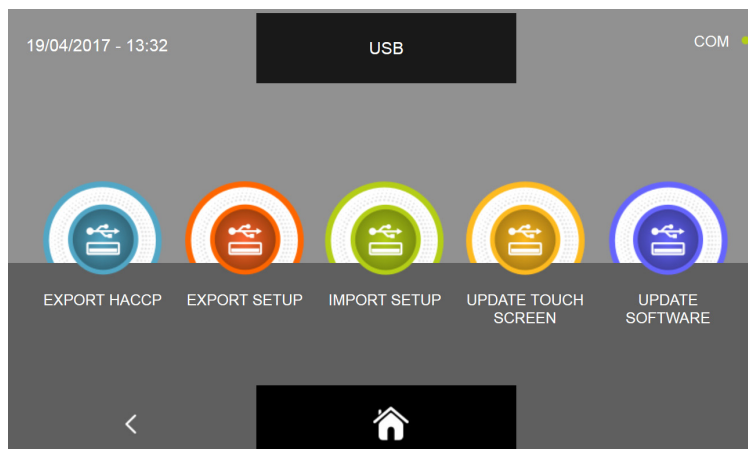 19/04/2017 - 13:32
USB
COM
EXPORT HACCP
EXPORT SETUP
IMPORT SETUP
UPDATE TOUCH
SCREEN
UPDATE
SOFTWARE